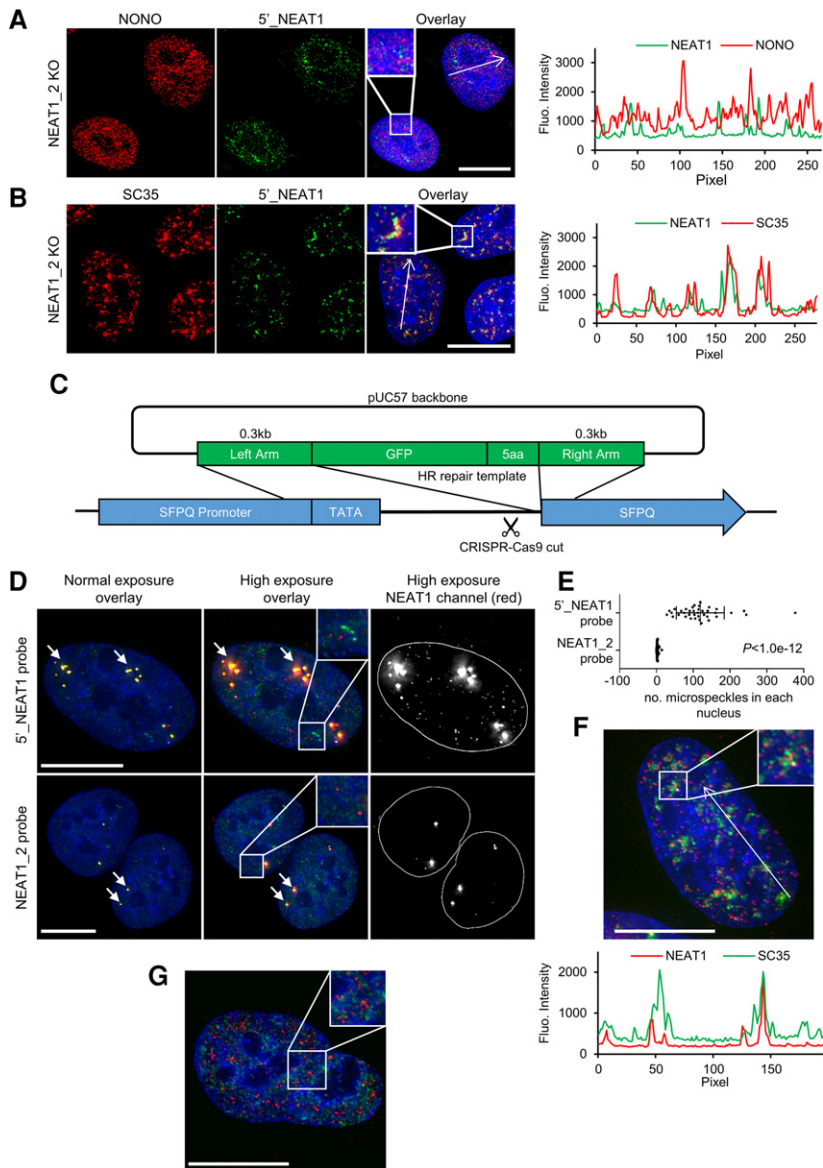 A
NONO
5'_NEAT1
Overlay
NEAT1_2 KO
NEAT1 NONO
Fluo. Intensity
3000
2000
1000
0
0 50 100 150 200 250
Pixel
B
SC35
5'_NEAT1
Overlay
NEAT1_2 KO
NEAT1 SC35
Fluo. Intensity
3000
2000
1000
0
0 50 100 150 200 250
Pixel
C
pUC57 backbone
0.3kb 0.3kb
Left Arm GFP 5aa Right Arm
HR repair template
SFPQ Promoter TATA SFPQ
CRISPR-Cas9 cut
D
Normal exposure
overlay
High exposure
overlay
High exposure
NEAT1 channel (red)
5'_NEAT1 probe
NEAT1_2 probe
E
5'_NEAT1
probe
NEAT1_2
probe
P<1.0e-12
-100 0 100 200 300 400
no. microspeckles in each
nucleus
F
NEAT1 SC35
Fluo. Intensity
2000
1000
0
0 50 100 150
Pixel
G